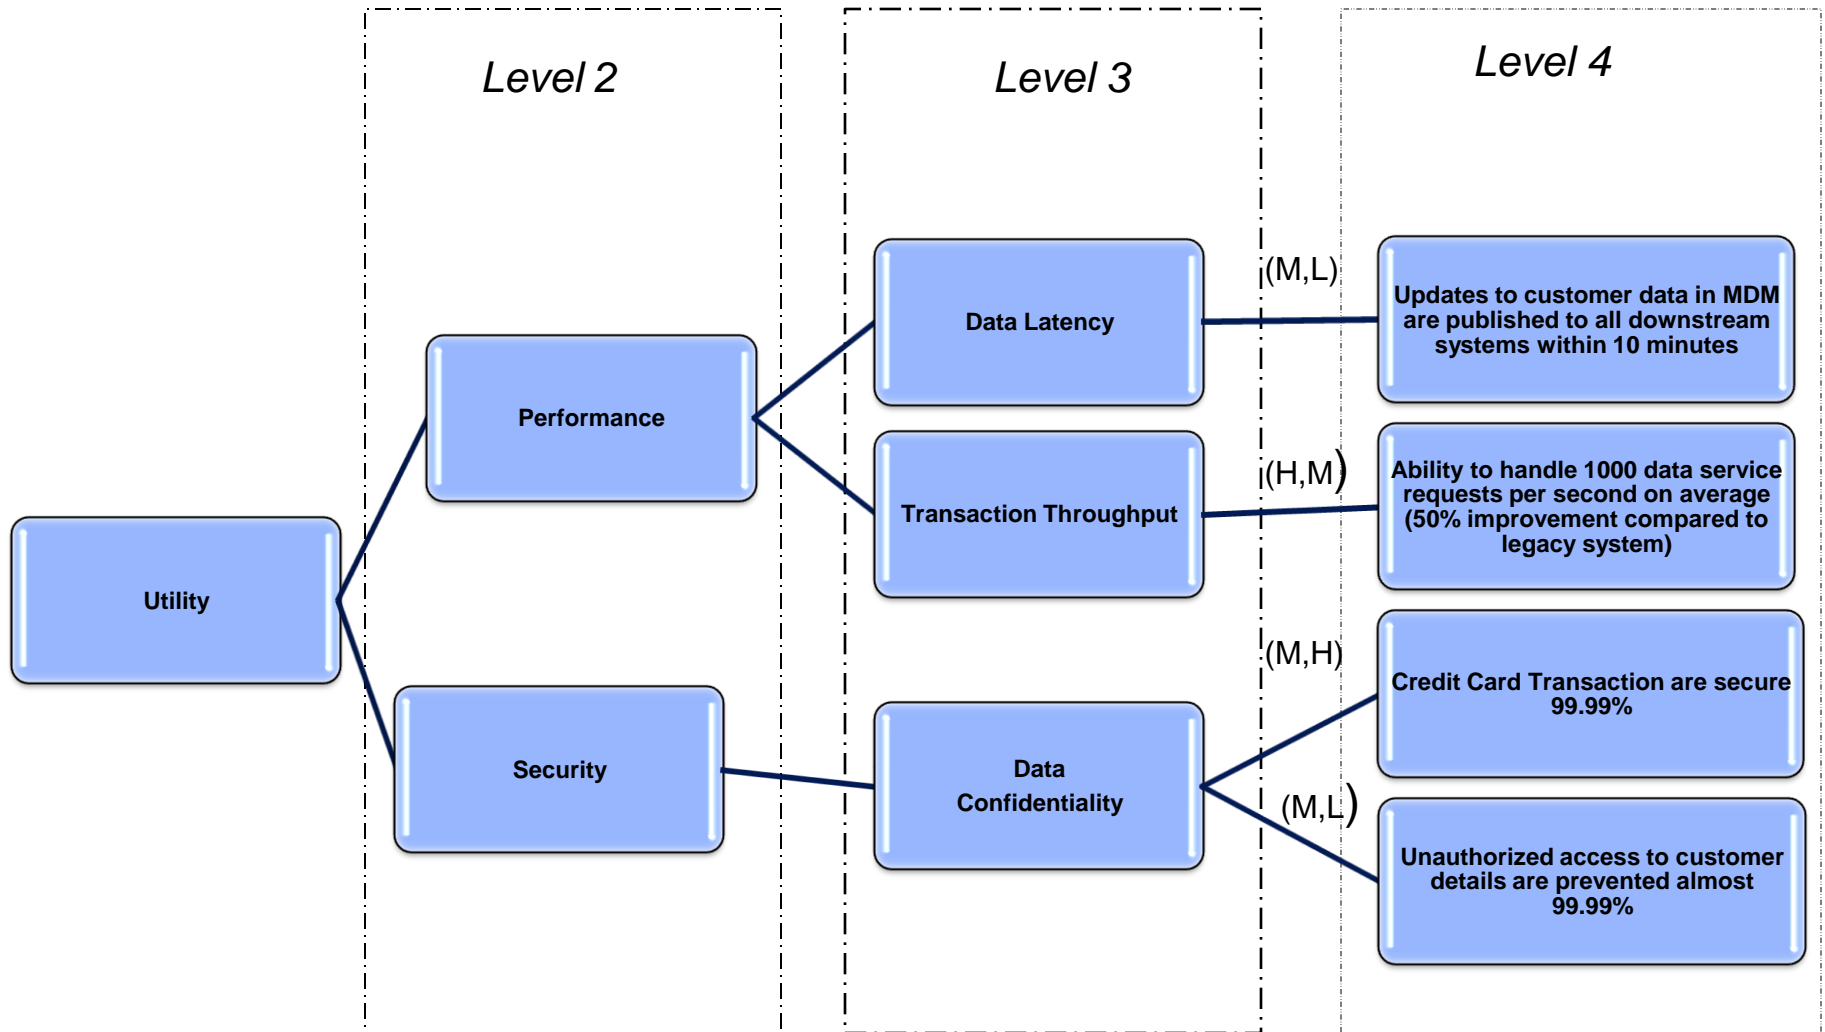 Level 2
Level 3
Level 4
Utility
Performance
Security
Data Latency
Transaction Throughput
Data
Confidentiality
(M,L)
(H,M)
(M,H)
(M,L)
Updates to customer data in MDM
are published to all downstream
systems within 10 minutes
Ability to handle 1000 data service
requests per second on average
(50% improvement compared to
legacy system)
Credit Card Transaction are secure
99.99%
Unauthorized access to customer
details are prevented almost
99.99%